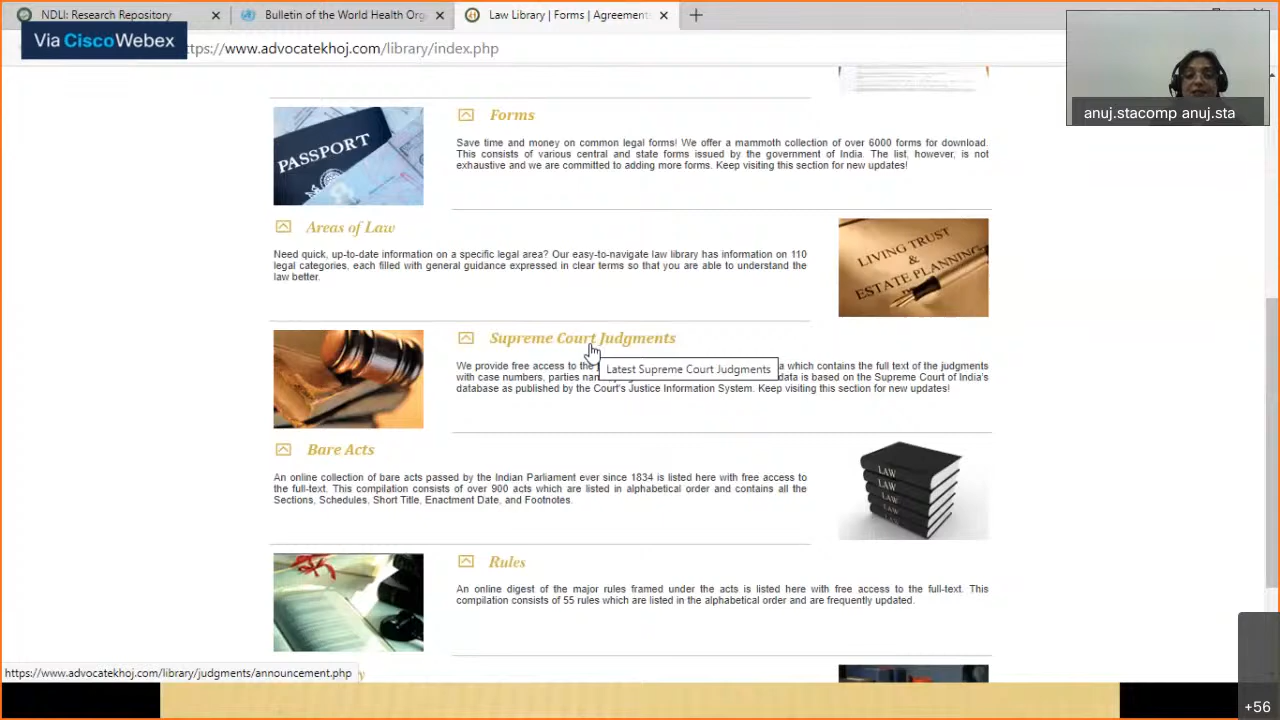 NDLI: Research Repository
Bulletin of the World Health Org
Law Library | Forms | Agreement
Via Cisco Webex
ttps://www.advocatekhoj.com/library/index.php
anuj.stacomp anuj.sta
Forms
PASSPORT
Save time and money on common legal forms! We offer a mammoth collection of over 6000 forms for download.
This consists of various central and state forms issued by the government of India. The list, however, is not
exhaustive and we are committed to adding more forms. Keep visiting this section for new updates!
Areas of Law
Need quick, up-to-date information on a specific legal area? Our easy-to-navigate law library has information on 110
legal categories, each filled with general guidance expressed in clear terms so that you are able to understand the
law better.
LIVING TRUST
&
ESTATE PLANNING
Supreme Court Judgments
We provide free access to the
Latest Supreme Court Judgments
a which contains the full text of the judgments
with case numbers, parties
data is based on the Supreme Court of India's
database as published by the Court's Justice Information System. Keep visiting this section for new updates!
Bare Acts
An online collection of bare acts passed by the Indian Parliament ever since 1834 is listed here with free access to
the full-text. This compilation consists of over 900 acts which are listed in alphabetical order and contains all the
Sections, Schedules, Short Title, Enactment Date, and Footnotes.
LAW
LAW
LAW
LAW
LAW
Rules
An online digest of the major rules framed under the acts is listed here with free access to the full-text. This
compilation consists of 55 rules which are listed in the alphabetical order and are frequently updated.
https://www.advocatekhoj.com/library/judgments/announcement.php
+56